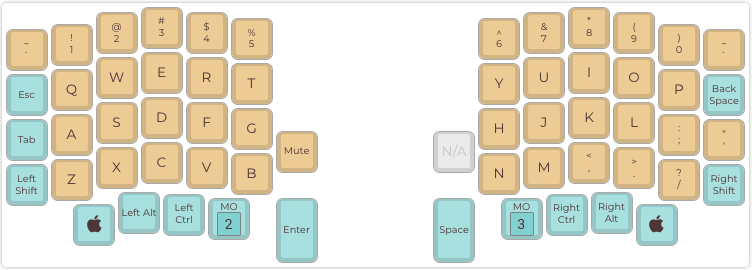 ~
`
!
1
@
2
#
3
$
4
%
5
^
6
&
7
*
8
(
9
)
0
~
`
Esc
Q
W
E
R
T
Y
U
I
O
P
Back
Space
Tab
A
S
D
F
G
Mute
N/A
H
J
K
L
:
;
"
'
Left
Shift
Z
X
C
V
B
N
M
<
,
>
.
?
/
Right
Shift
Left Alt
Left
Ctrl
MO
2
Enter
Space
MO
3
Right
Ctrl
Right
Alt